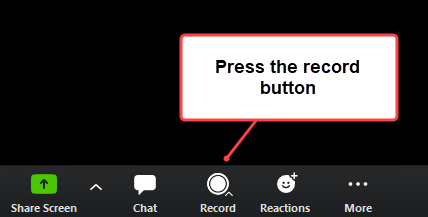 Press the record
button
Share Screen
Chat
Record
Reactions
More